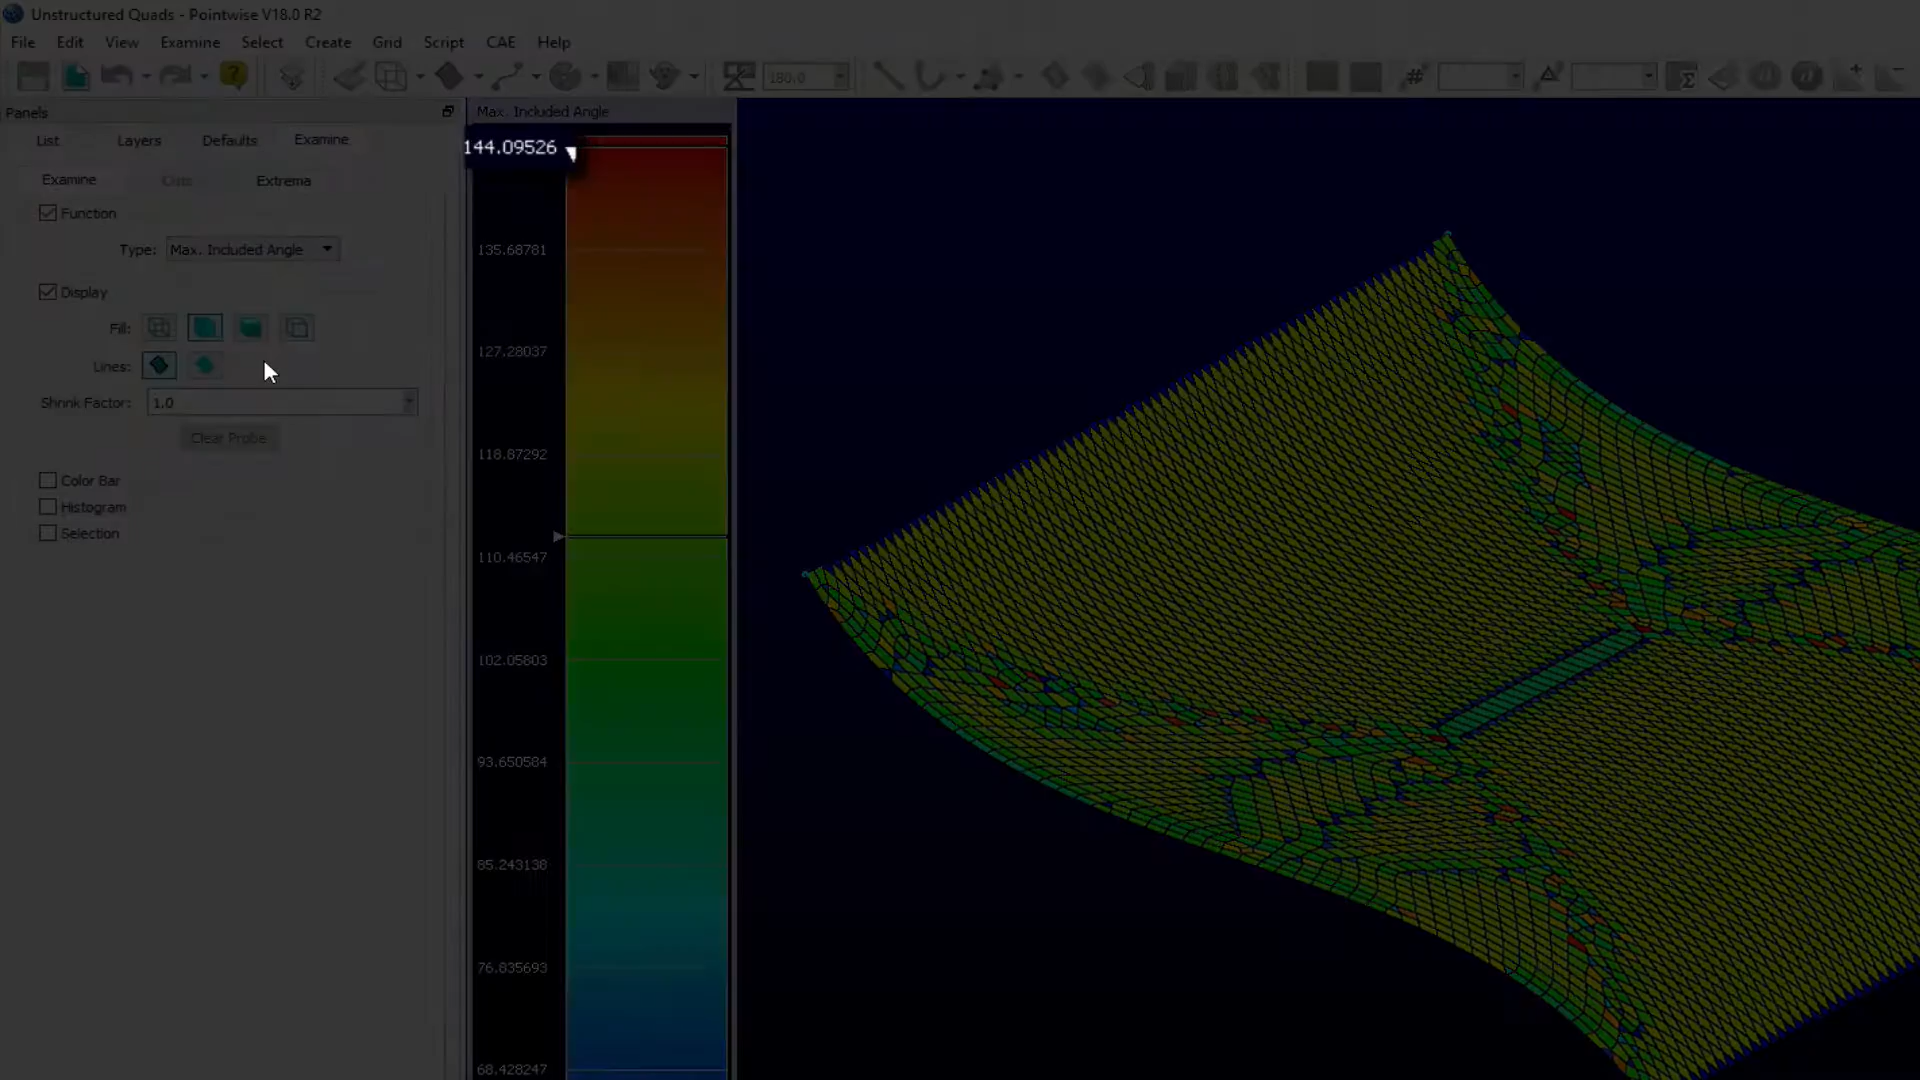 Unstructured Quads - Pointwise V18.0 R2
File Edit View Examine Select Create Grid Script CAE Help
180.0
Panels
List Layers Defaults Examine
Examine Cuts Extrema
Function
Type: Max. Included Angle
Display
Fill:
Lines:
Shrink Factor: 1.0
Clear Probe
Color Bar
Histogram
Selection
Max. Included Angle
144.09526
135.68781
127.28037
118.87292
110.46547
102.05803
93.650584
85.243138
76.835693
68.428247